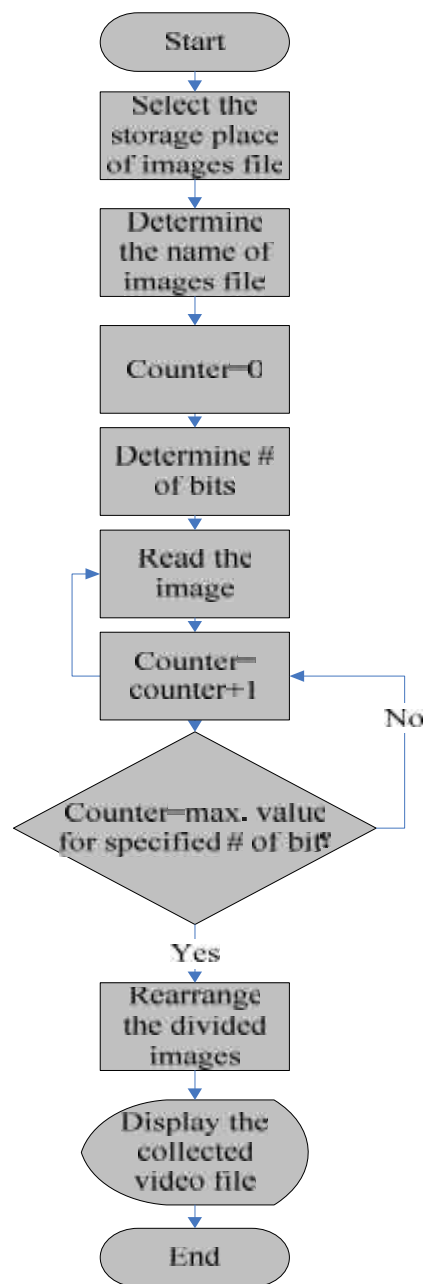 Start
Select the
storage place
of images file
Determine
the name of
images file
Counter=0
Determine #
of bits
Read the
image
Counter=
counter+1
No
Counter=max. value
for specified # of bit?
Yes
Rearrange
the divided
images
Display the
collected
video file
End